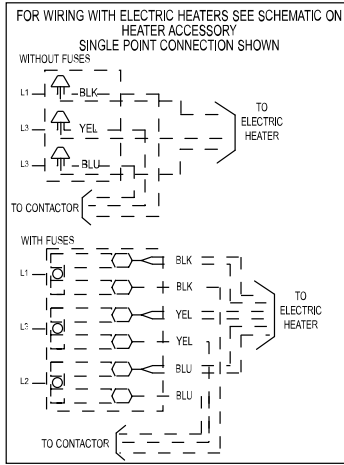 FOR WIRING WITH ELECTRIC HEATERS SEE SCHEMATIC ON
HEATER ACCESSORY
SINGLE POINT CONNECTION SHOWN
WITHOUT FUSES
L1
BLK
L3
YEL
L3
BLU
TO
ELECTRIC
HEATER
TO CONTACTOR
WITH FUSES
BLK
L1
BLK
YEL
L3
YEL
BLU
L2
BLU
TO
ELECTRIC
HEATER
TO CONTACTOR